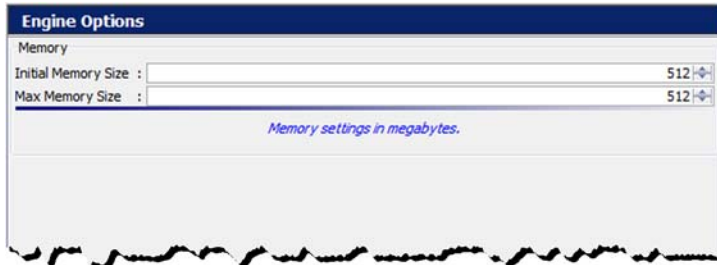 Engine Options
Memory
Initial Memory Size : 512
Max Memory Size : 512
Memory settings in megabytes.